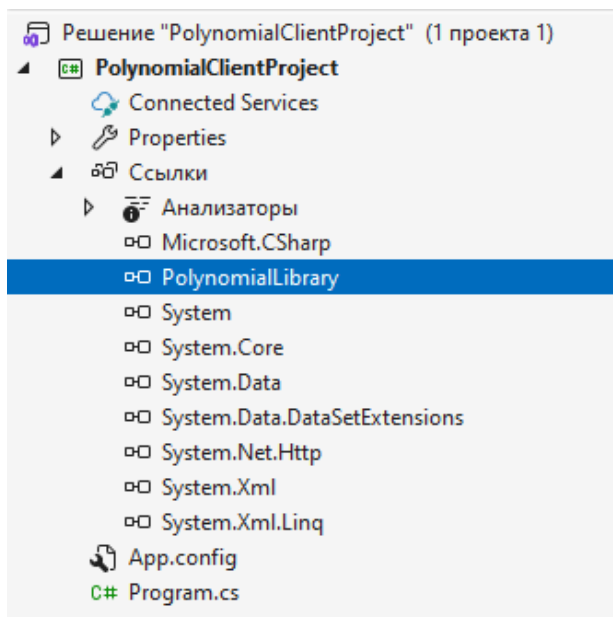 Решение "PolynomialClientProject" (1 проекта 1)
C# PolynomialClientProject
Connected Services
Properties
Ссылки
Анализаторы
Microsoft.CSharp
PolynomialLibrary
System
System.Core
System.Data
System.Data.DataSetExtensions
System.Net.Http
System.Xml
System.Xml.Linq
App.config
C# Program.cs